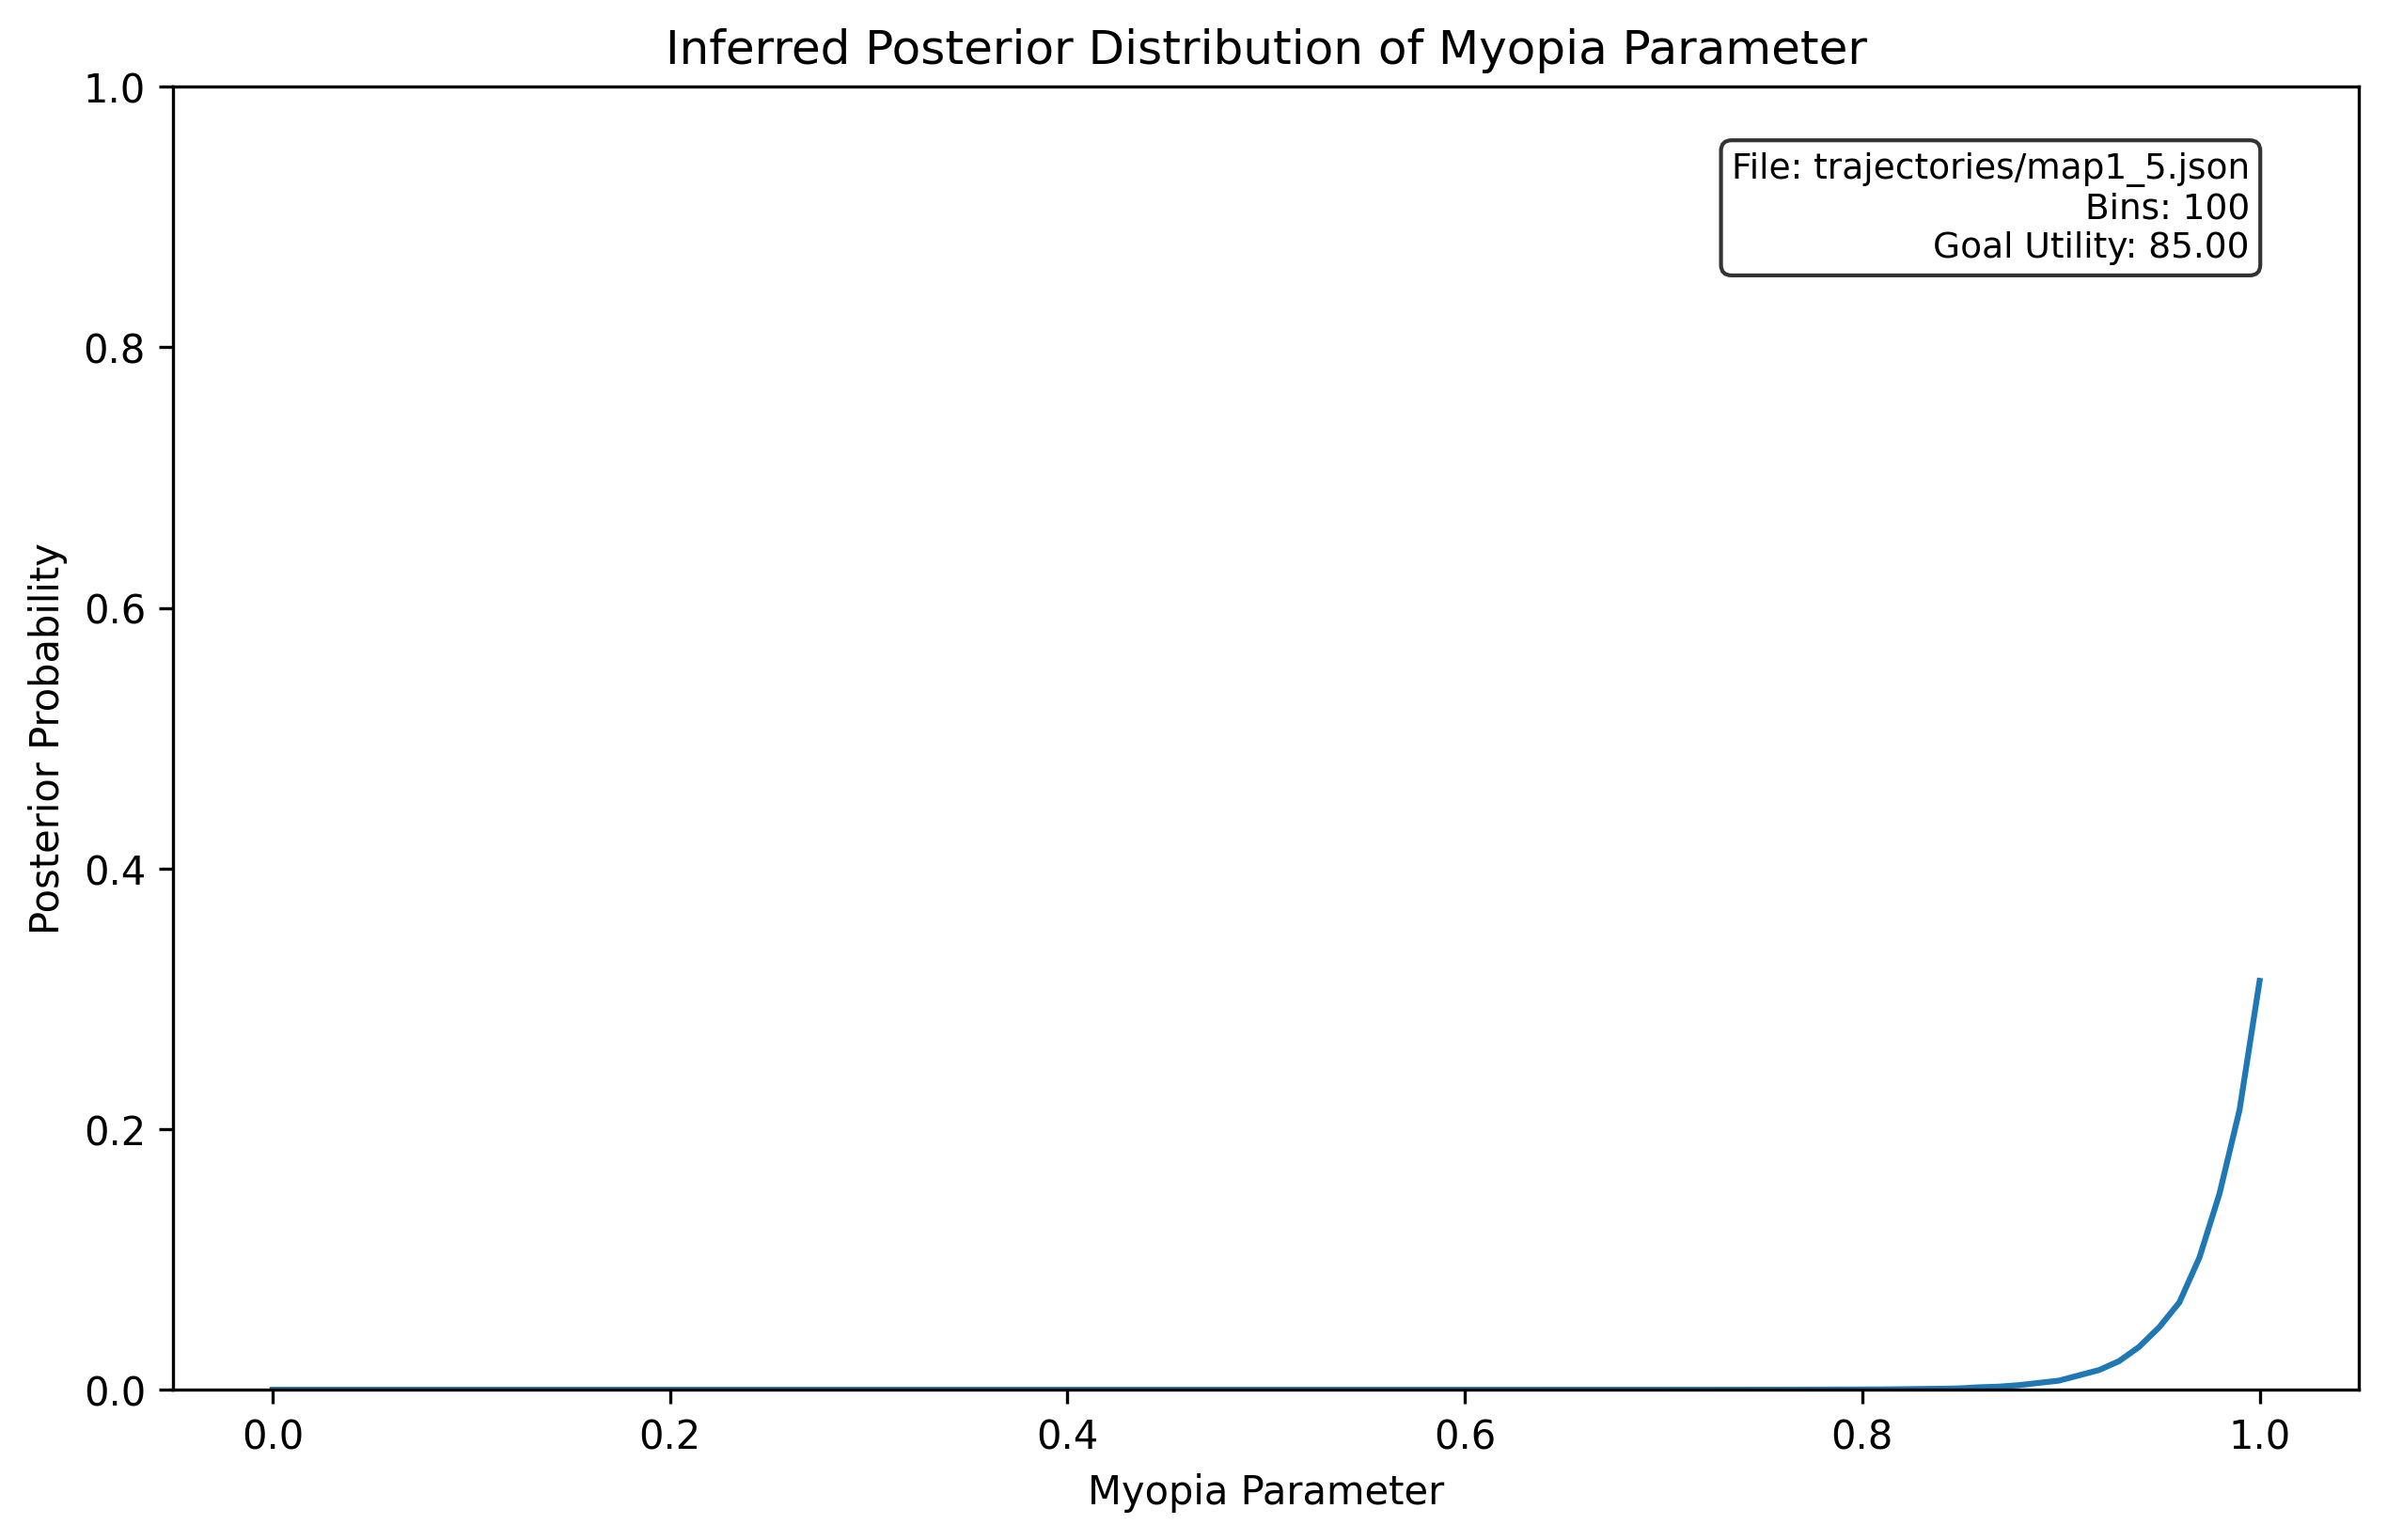 Inferred Posterior Distribution of Myopia Parameter
File: trajectories/map1_5.json
Bins: 100
Goal Utility: 85.00
Posterior Probability
1.0
0.8
0.6
0.4
0.2
0.0
0.0 0.2 0.4 0.6 0.8 1.0
Myopia Parameter